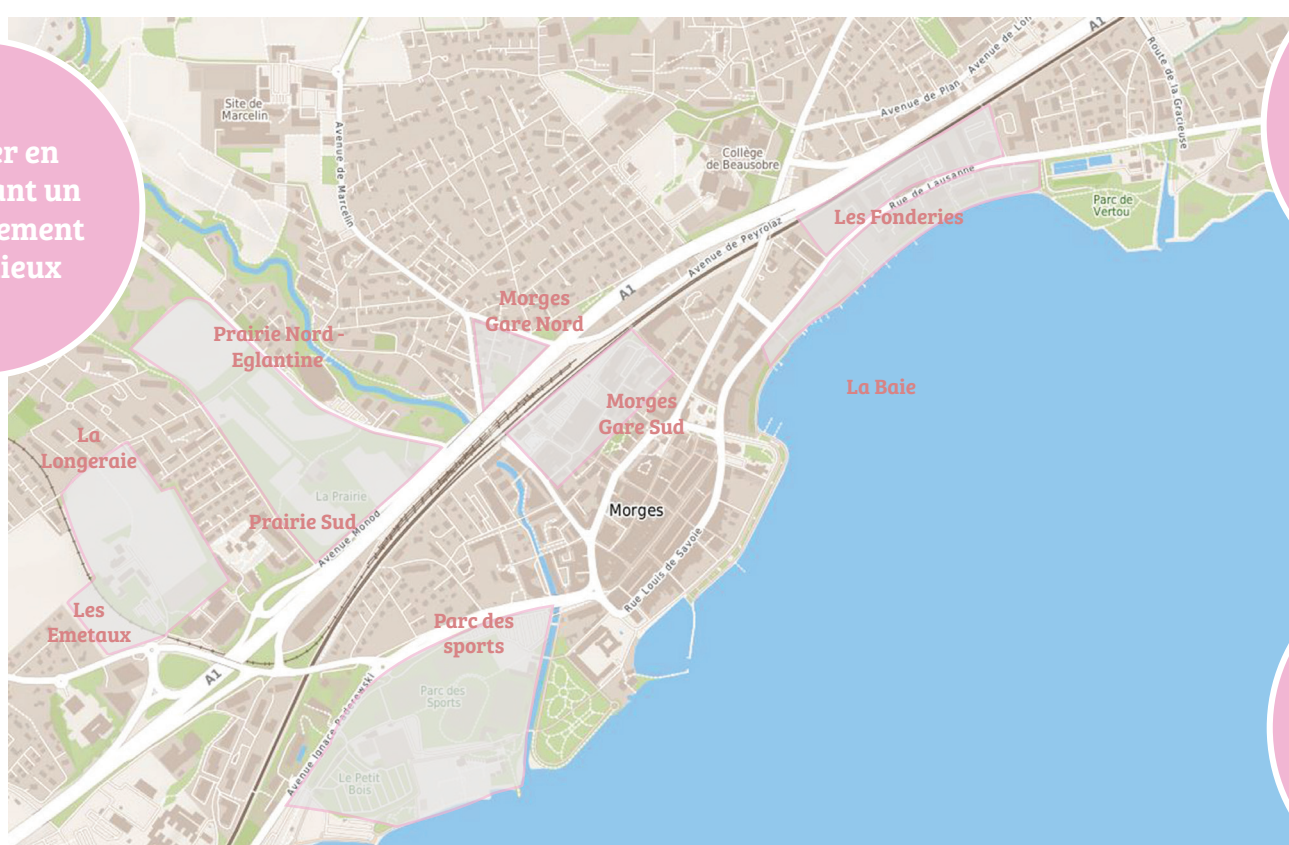 er en
ant un
ement
ieux
Site de
Marcelin
Avenue de Marcelin
Collège
de Beausobre
Avenue de Plan
Avenue de Lon
A1
Route de la Gracieuse
Rue de Lausanne
Parc de
Vertou
Les Fonderies
Avenue de Peyrolaz
A1
Morges
Gare Nord
Prairie Nord -
Eglantine
La Baie
Morges
Gare Sud
La
Longeraie
La Prairie
Prairie Sud
Avenue Monod
Morges
Rue Louis de Savoie
Les
Emetaux
Parc des
sports
A1
Avenue Ignace Paderewski
Parc des
Sports
Le Petit
Bois